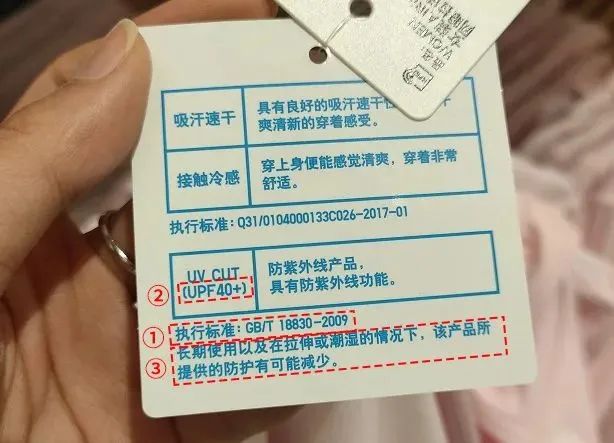 吸汗速干
具有良好的吸汗速干
爽清新的穿着感受。
接触冷感
穿上身便能感觉清爽，穿着非常
舒适。
执行标准：Q31/0104000133C026-2017-01
UV CUT
(UPF40+)
防紫外线产品，
具有防紫外线功能。
②
① 执行标准：GB/T 18830-2009
③ 长期使用以及在拉伸或潮湿的情况下，该产品所
提供的防护有可能减少。
品名：